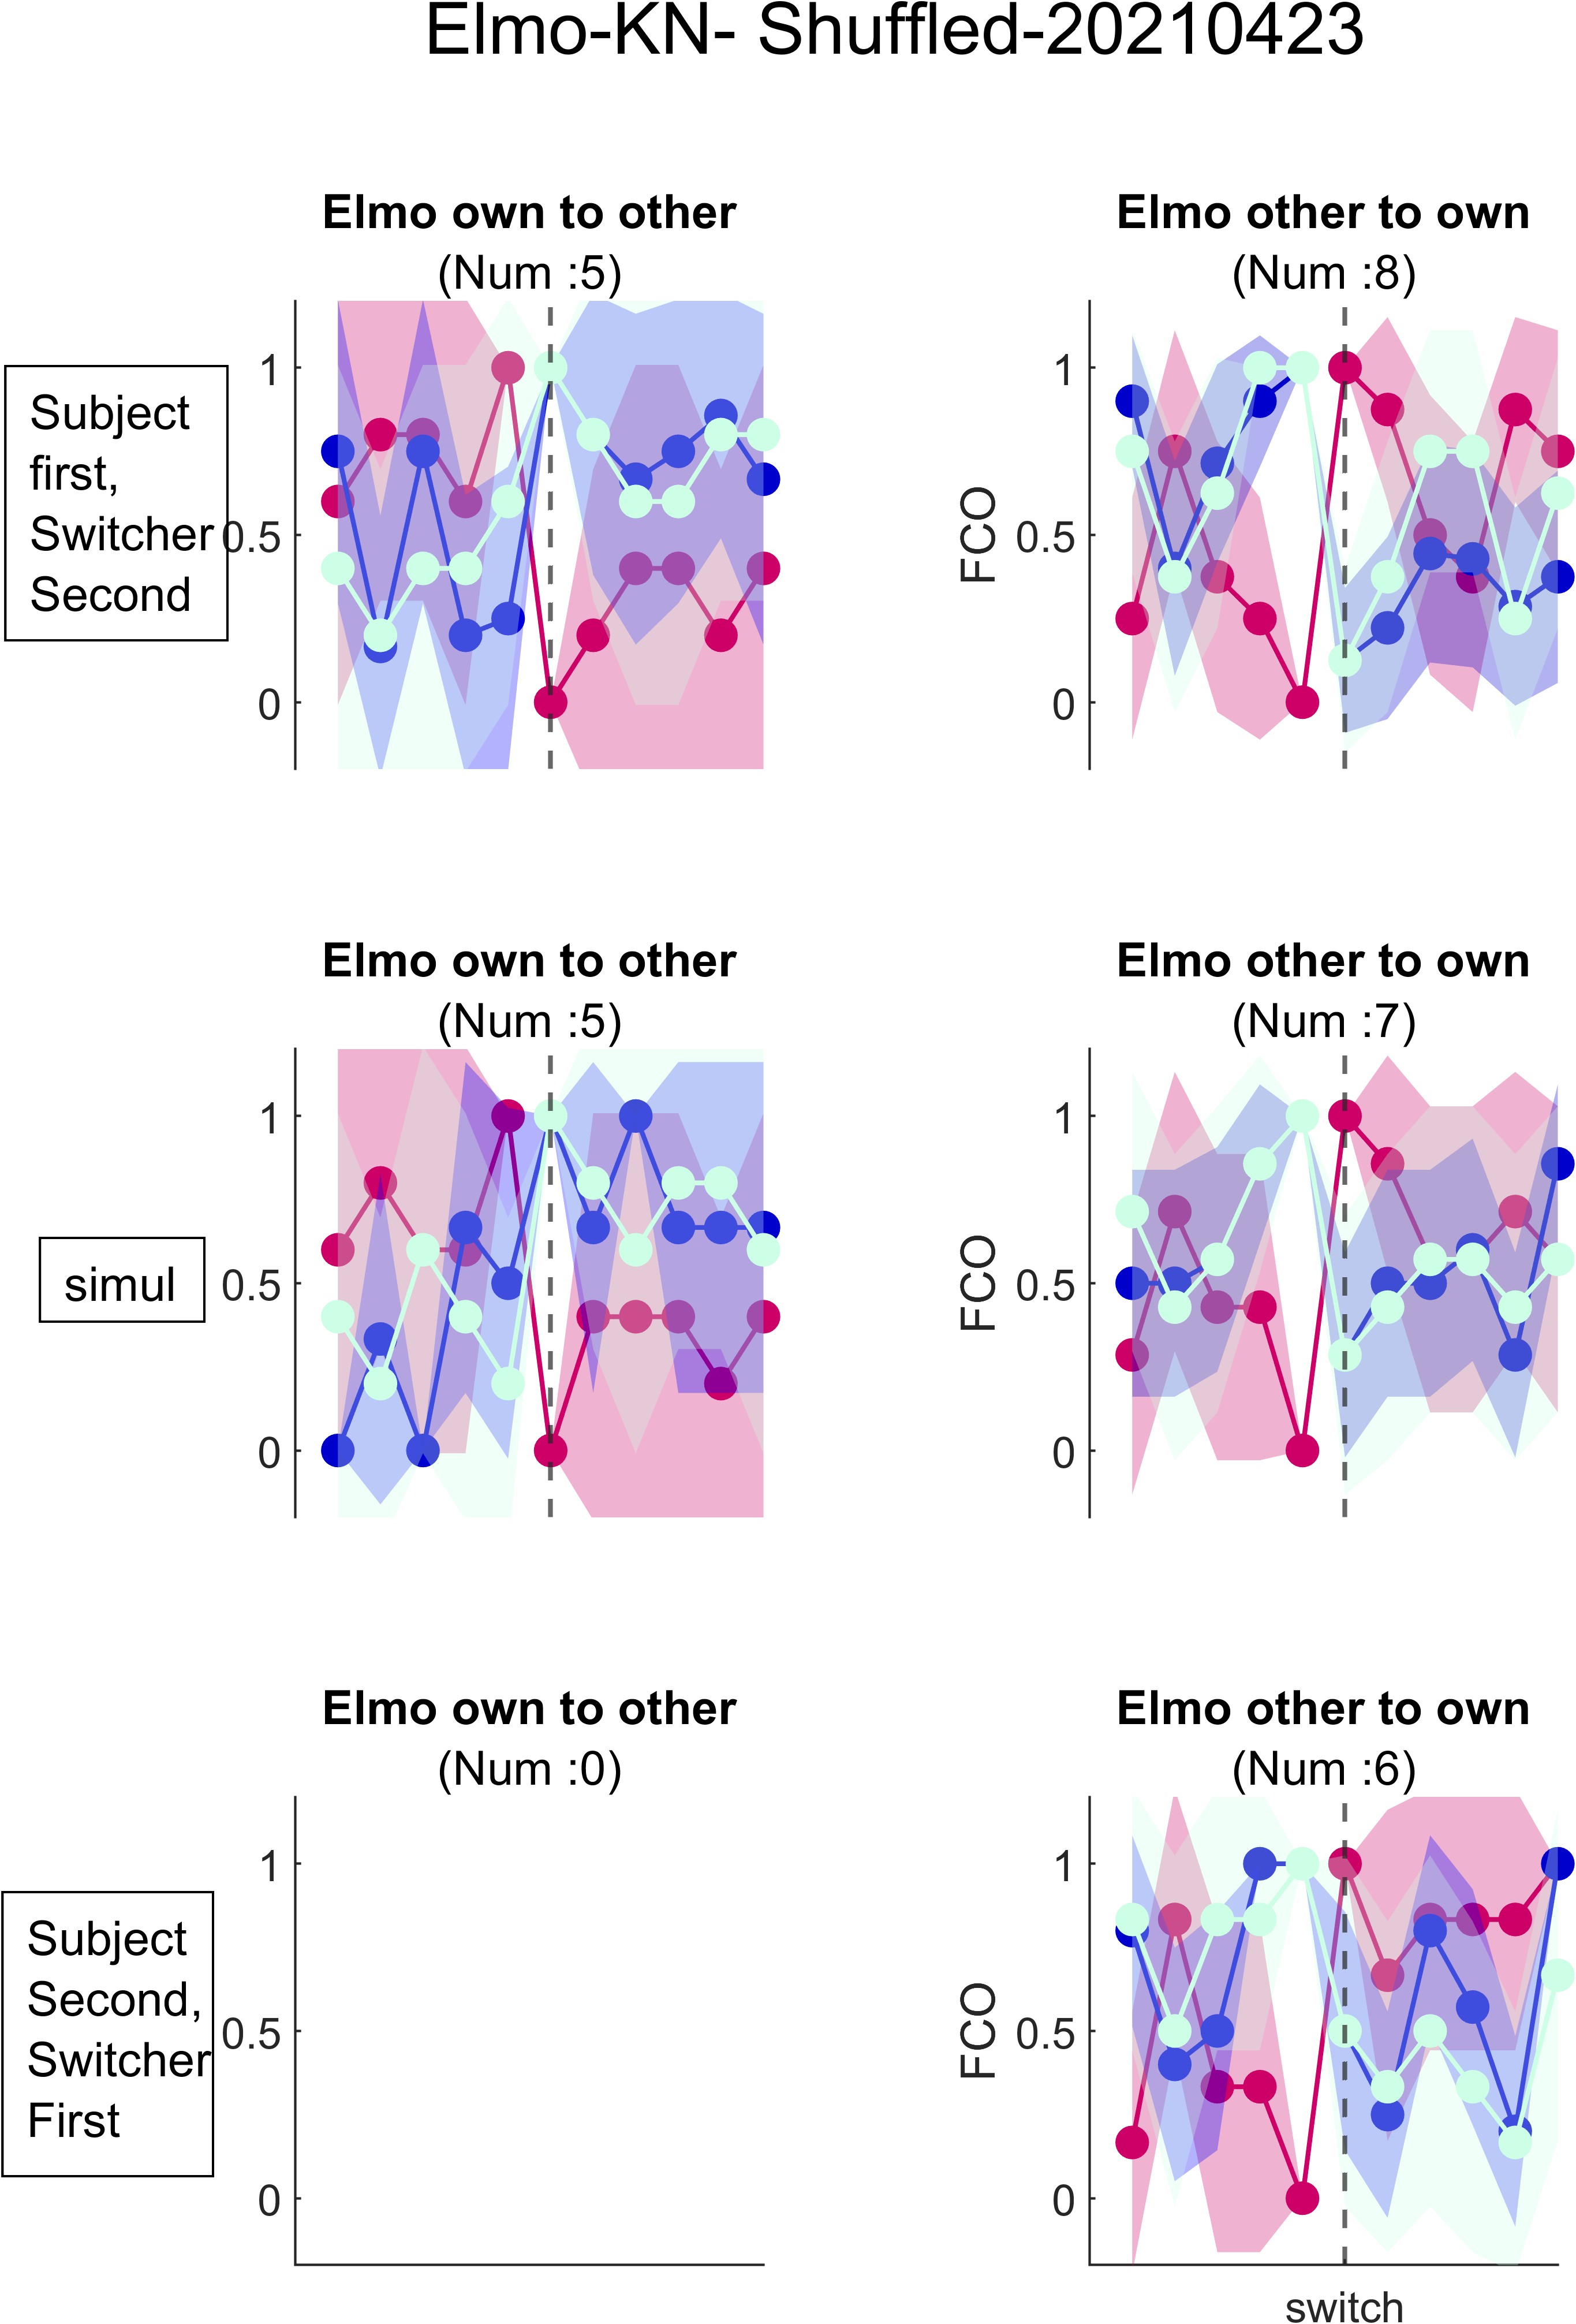 Elmo-KN- Shuffled-20210423
Elmo own to other
(Num :5)
Elmo other to own
(Num :8)
Subject
first,
Switcher
Second
1
0.5
0
FCO
1
0.5
0
Elmo own to other
(Num :5)
Elmo other to own
(Num :7)
simul
1
0.5
0
FCO
1
0.5
0
Elmo own to other
(Num :0)
Elmo other to own
(Num :6)
Subject
Second,
Switcher
First
1
0.5
0
FCO
1
0.5
0
switch